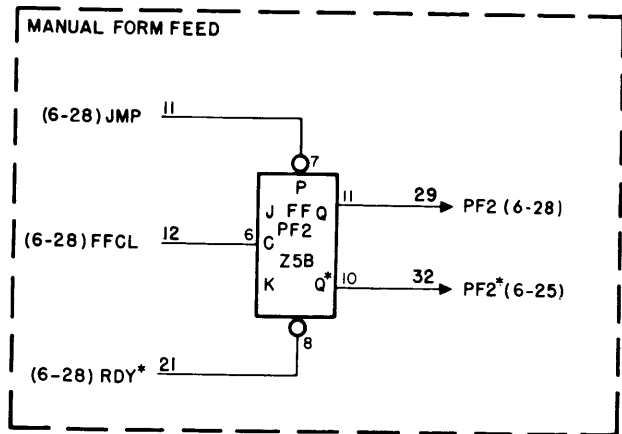 MANUAL FORM FEED
(6-28) JMP 11
7
P
J FF Q 11 29 PF2 (6-28)
(6-28) FFCL 12 6 C PF2
Z5B
K Q* 10 32 PF2* (6-25)
8
(6-28) RDY* 21